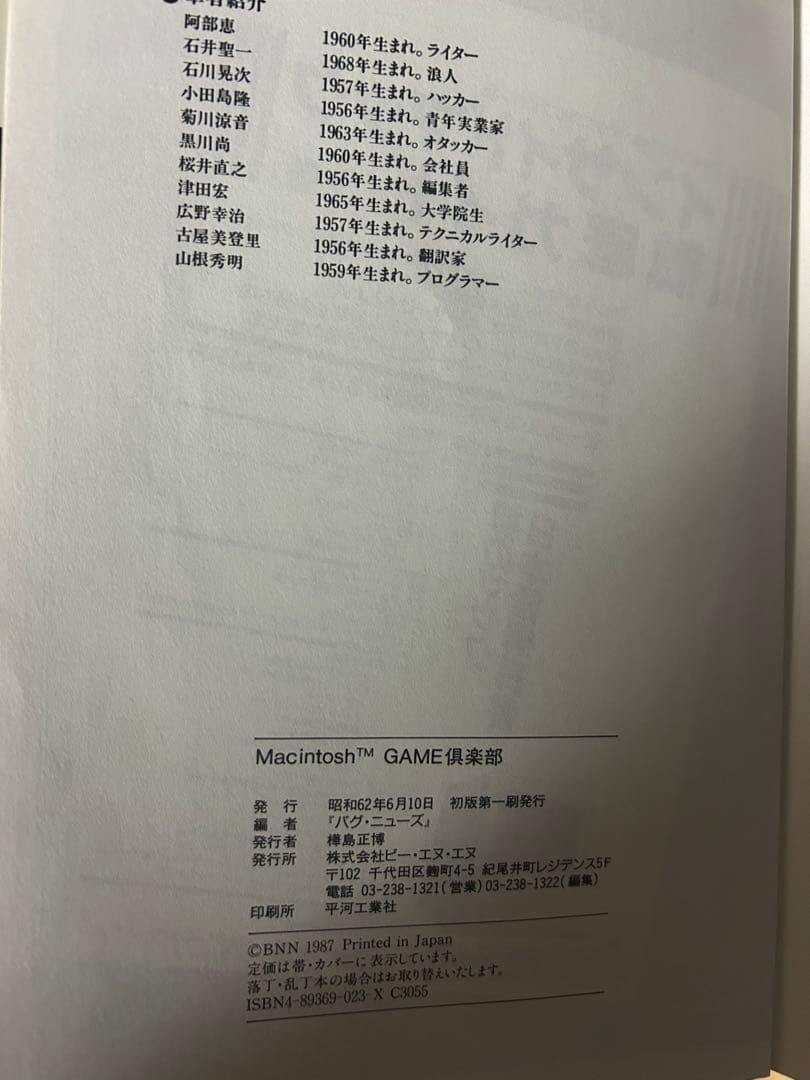 ●筆者紹介
阿部恵 1960年生まれ。ライター
石井聖一 1968年生まれ。浪人
石川晃次 1957年生まれ。ハッカー
小田島隆 1956年生まれ。青年実業家
菊川涼音 1963年生まれ。オタッカー
黒川尚 1960年生まれ。会社員
桜井直之 1956年生まれ。編集者
津田宏 1965年生まれ。大学院生
広野幸治 1957年生まれ。テクニカルライター
古屋美登里 1956年生まれ。翻訳家
山根秀明 1959年生まれ。プログラマー
Macintosh™ GAME倶楽部
発行 昭和62年6月10日 初版第一刷発行
編者 『バグ・ニューズ』
発行者 樺島正博
発行所 株式会社ビー・エヌ・エヌ
〒102 千代田区麴町4-5 紀尾井町レジデンス5F
電話 03-238-1321(営業)03-238-1322(編集)
印刷所 平河工業社
©BNN 1987 Printed in Japan
定価は帯・カバーに表示しています。
落丁・乱丁本の場合はお取り替えいたします。
ISBN4-89369-023-X C3055